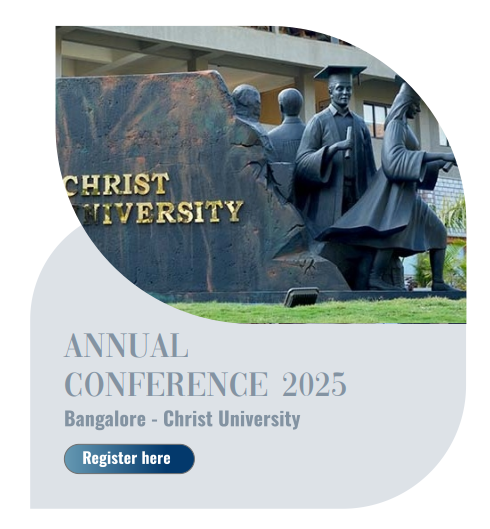 CHRIST
UNIVERSITY
ANNUAL
CONFERENCE 2025
Bangalore - Christ University
Register here